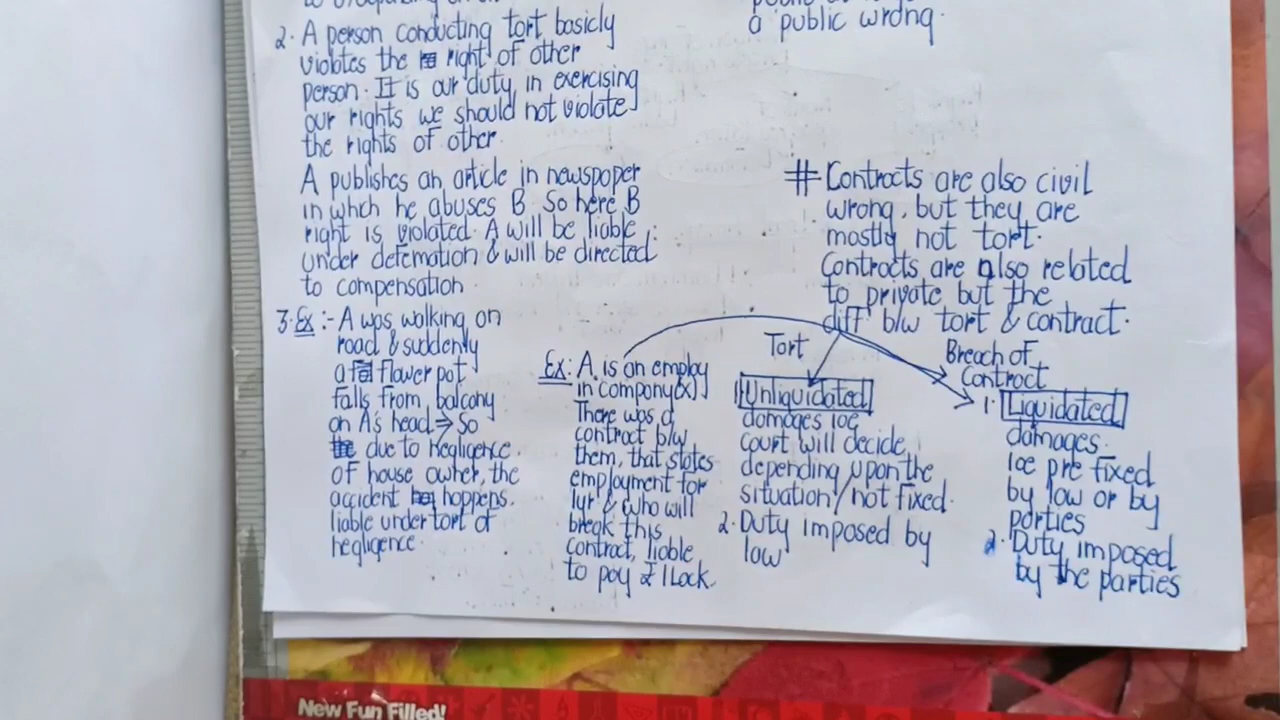 2. A person conducting tort basicly
violates the right of other
person. It is our duty in exercising
our rights we should not violate
the rights of other.
A publishes an article in newspaper
in whch he abuses B. So here B
right is violated. A will be liable
under defemation & will be directed
to compensation.
3. Ex :- A was walking on
road & suddenly
a flower pot
falls from balcony
on A's head. → So
due to negligence
of house owher, the
accident happens.
liable under tort of
negligence.
Ex: A is an employ
in company(x)
There was a
contract b/w
them, that states
employment for
1yr & who will
break this
contract, liable
to pay ₹ 1 Lack.
a public wrong.
# Contracts are also civil
wrong, but they are
mostly not tort.
Contracts are also related
to private but the
diff b/w tort & contract.
Tort
Unliquidated
damages ice
court will decide
depending upon the
situation / not fixed.
2. Duty imposed by
law
Breach of
Contract
1. Liquidated
damages.
ice pre fixed
by law or by
parties
2. Duty imposed
by the parties
New Fun Filled!